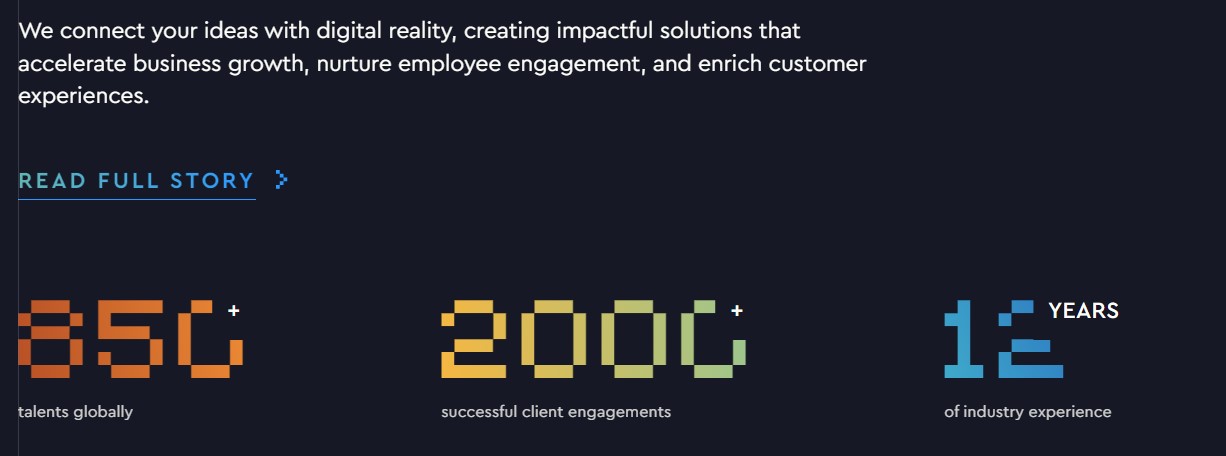 We connect your ideas with digital reality, creating impactful solutions that
accelerate business growth, nurture employee engagement, and enrich customer
experiences.
READ FULL STORY
850+
2000+
12 YEARS
talents globally
successful client engagements
of industry experience